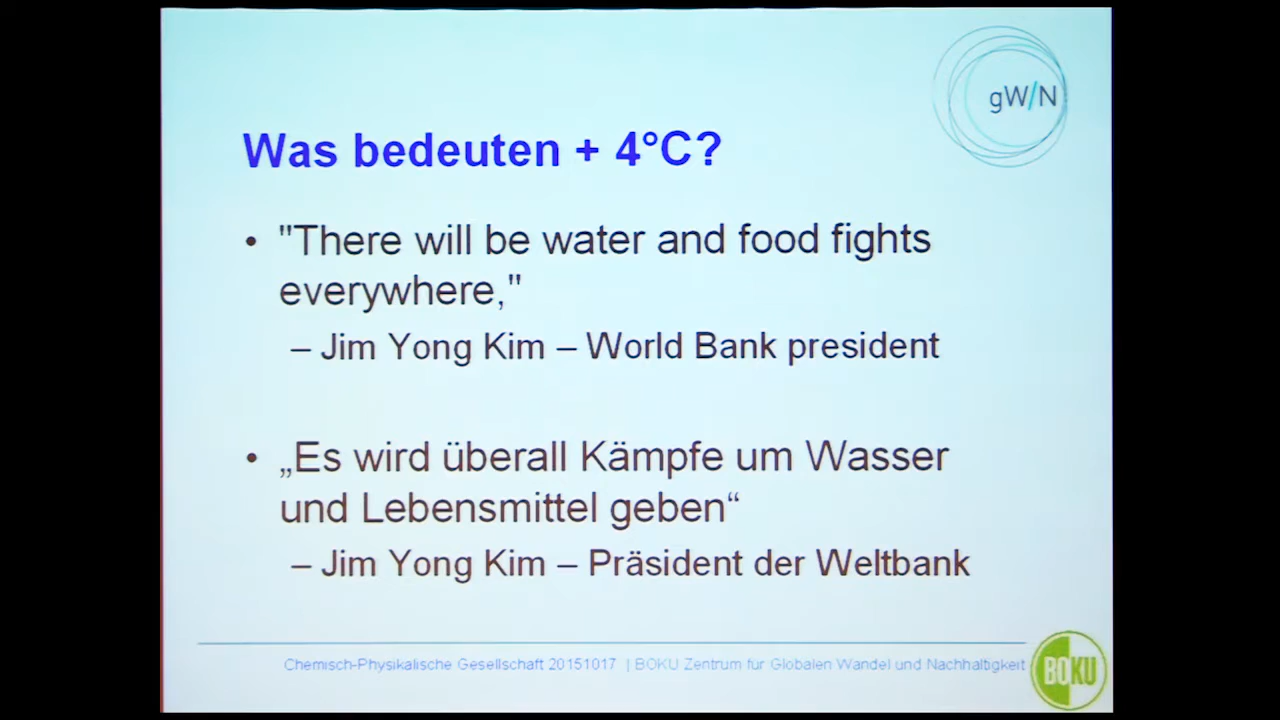 gW/N
Was bedeuten + 4°C?
• "There will be water and food fights
everywhere,"
– Jim Yong Kim – World Bank president
• „Es wird überall Kämpfe um Wasser
und Lebensmittel geben“
– Jim Yong Kim – Präsident der Weltbank
Chemisch-Physikalische Gesellschaft 20151017 | BOKU Zentrum für Globalen Wandel und Nachhaltigkeit
BOKU